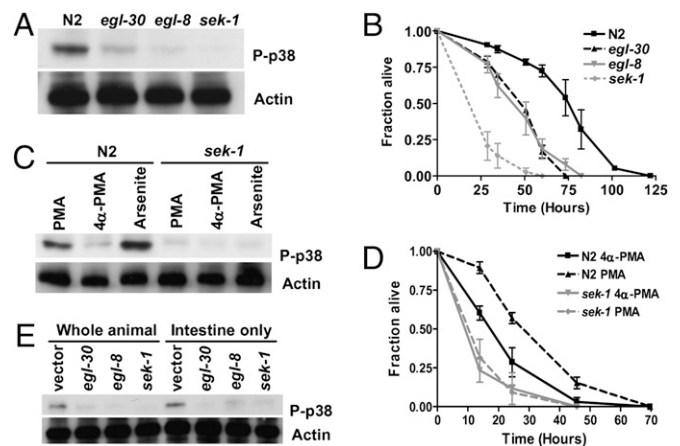 A
N2 egl-30 egl-8 sek-1
P-p38
Actin
B
N2
egl-30
egl-8
sek-1
Fraction alive
1.00
0.75
0.50
0.25
0.00
0 25 50 75 100 125
Time (Hours)
C
N2 sek-1
PMA 4α-PMA Arsenite PMA 4α-PMA Arsenite
P-p38
Actin
D
N2 4α-PMA
N2 PMA
sek-1 4α-PMA
sek-1 PMA
Fraction alive
1.00
0.75
0.50
0.25
0.00
0 10 20 30 40 50 60 70
Time (Hours)
E
Whole animal Intestine only
vector egl-30 egl-8 sek-1 vector egl-30 egl-8 sek-1
P-p38
Actin